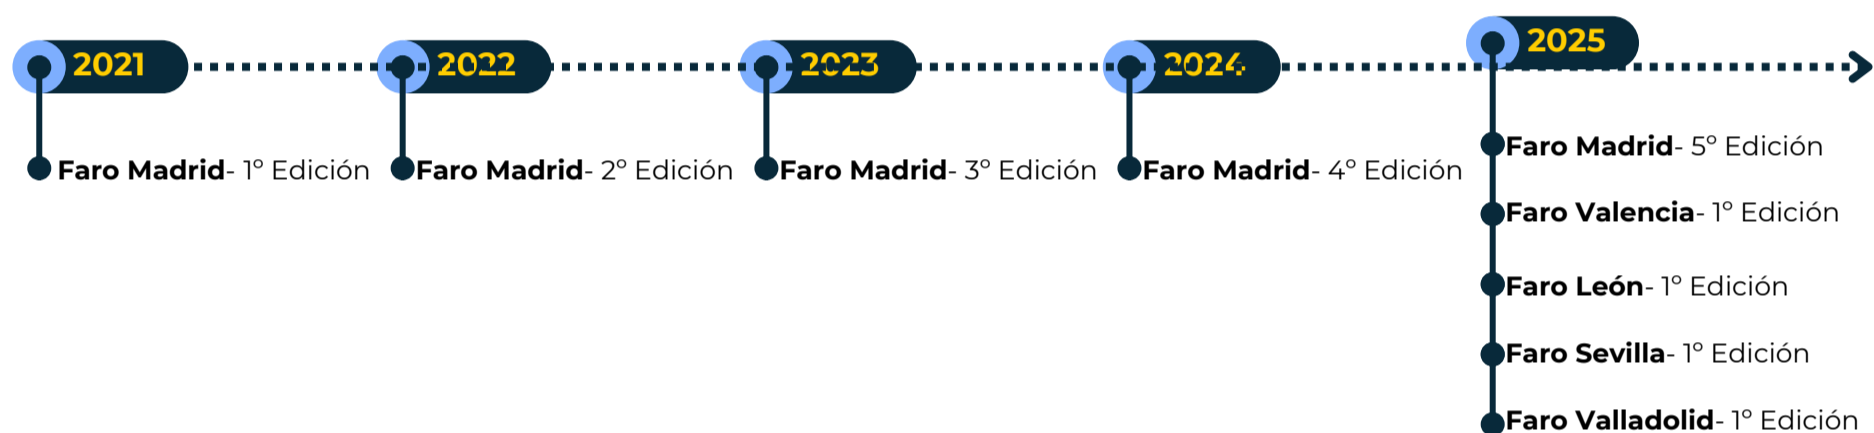 2021
Faro Madrid- 1º Edición
2022
Faro Madrid- 2º Edición
2023
Faro Madrid- 3º Edición
2024
Faro Madrid- 4º Edición
2025
Faro Madrid- 5º Edición
Faro Valencia- 1º Edición
Faro León- 1º Edición
Faro Sevilla- 1º Edición
Faro Valladolid- 1º Edición